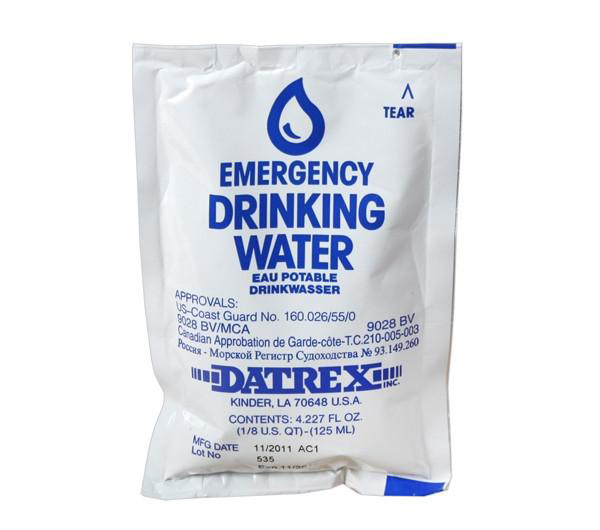 ^
TEAR
EMERGENCY
DRINKING
WATER
EAU POTABLE
DRINKWASSER
APPROVALS:
US-Coast Guard No. 160.026/55/0
9028 BV/MCA 9028 BV
Canadian Approbation de Garde-côte-T.C.210-005-003
Россия - Морской Регистр Судоходства № 93.149.260
DATREX INC.
KINDER, LA 70648 U.S.A.
CONTENTS: 4.227 FL OZ.
(1/8 U.S. QT)-(125 ML)
MFG DATE 11/2011 AC1
Lot No 535